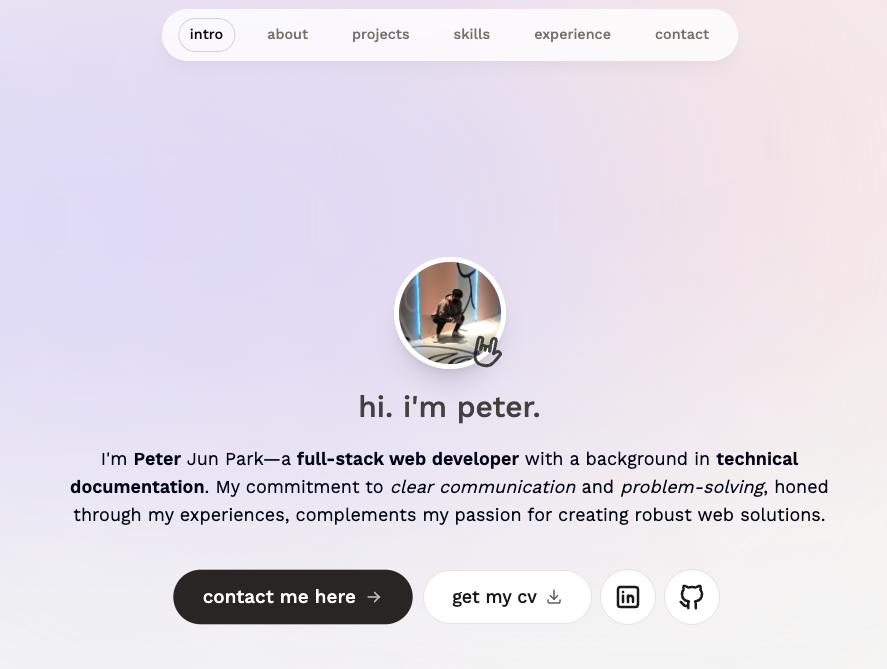 intro about projects skills experience contact
hi. i'm peter.
I'm Peter Jun Park—a full-stack web developer with a background in technical
documentation. My commitment to clear communication and problem-solving, honed
through my experiences, complements my passion for creating robust web solutions.
contact me here → get my cv in